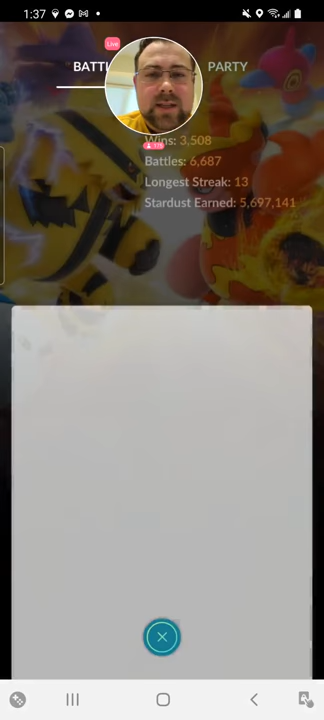 1:37
Live
BATTL
PARTY
Wins: 3,508
Battles: 6,687
Longest Streak: 13
Stardust Earned: 5,697,141